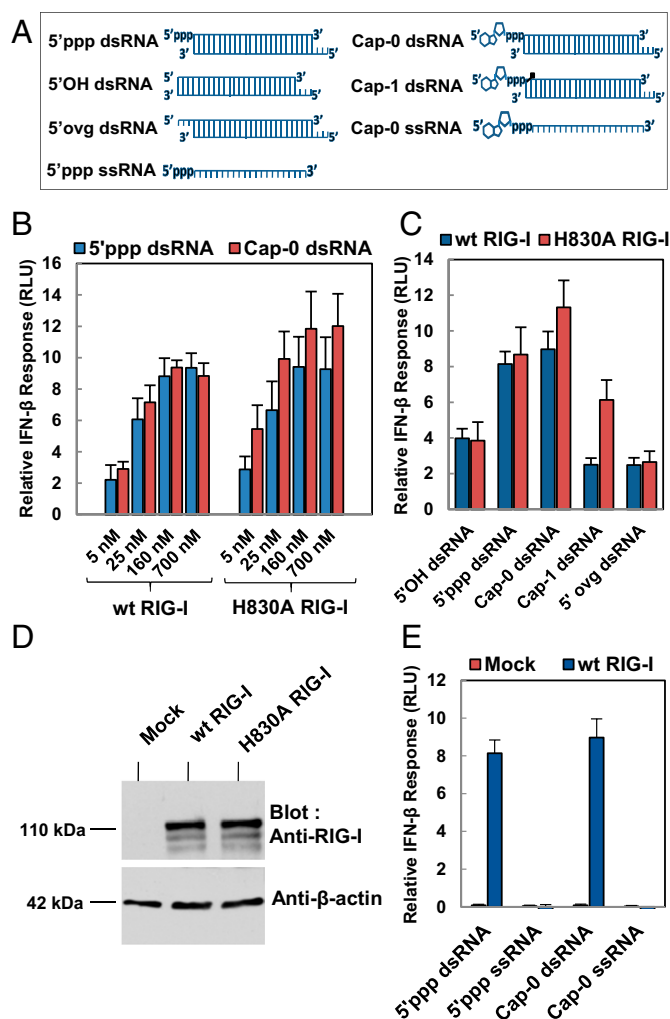 A
5'ppp dsRNA 5'ppp 3' 3' 5'
5'OH dsRNA 5' 3' 3' 5'
5'ovg dsRNA 5' 3' 3' 5'
5'ppp ssRNA 5'ppp 3'
Cap-0 dsRNA 5' ppp 3' 3' 5'
Cap-1 dsRNA 5' ppp 3' 3' 5'
Cap-0 ssRNA 5' ppp 3'
B
5'ppp dsRNA Cap-0 dsRNA
Relative IFN-β Response (RLU)
16
14
12
10
8
6
4
2
0
5 nM 25 nM 160 nM 700 nM 5 nM 25 nM 160 nM 700 nM
wt RIG-I H830A RIG-I
C
wt RIG-I H830A RIG-I
Relative IFN-β Response (RLU)
14
12
10
8
6
4
2
0
5'OH dsRNA 5'ppp dsRNA Cap-0 dsRNA Cap-1 dsRNA 5' ovg dsRNA
D
Mock wt RIG-I H830A RIG-I
110 kDa
Blot :
Anti-RIG-I
42 kDa Anti-β-actin
E
Mock wt RIG-I
Relative IFN-β Response (RLU)
12
10
8
6
4
2
0
5'ppp dsRNA 5'ppp ssRNA Cap-0 dsRNA Cap-0 ssRNA